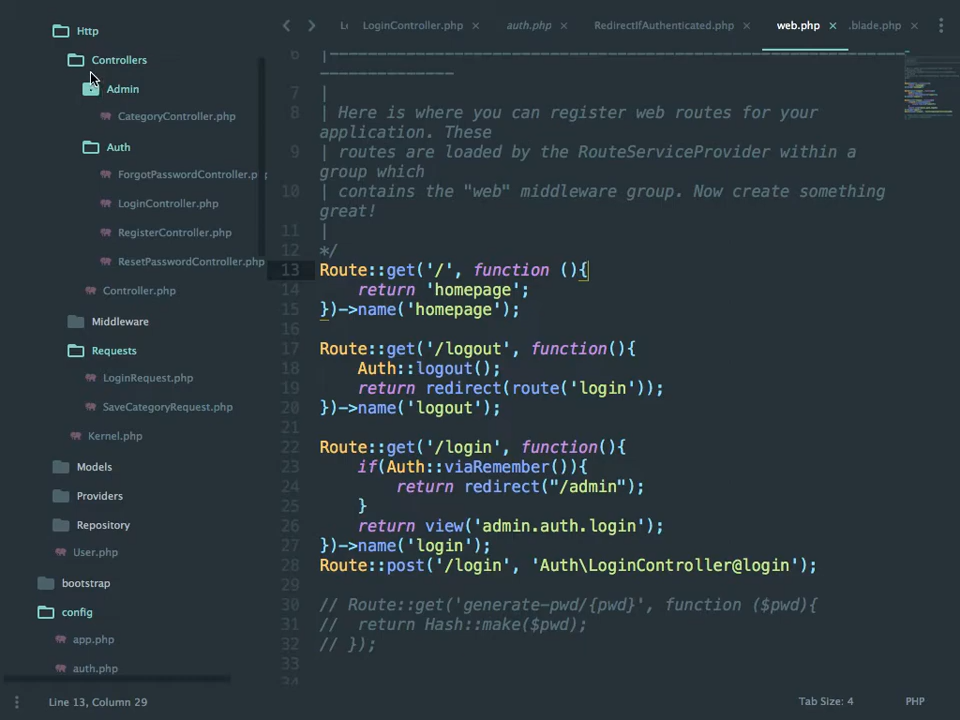 Http
Controllers
Admin
CategoryController.php
Auth
ForgotPasswordController.p
LoginController.php
RegisterController.php
ResetPasswordController.php
Controller.php
Middleware
Requests
LoginRequest.php
SaveCategoryRequest.php
Kernel.php
Models
Providers
Repository
User.php
bootstrap
config
app.php
auth.php
LoginController.php × auth.php × RedirectIfAuthenticated.php × web.php × .blade.php ×
6 |--------------------------------------------------------------
--------------
7 |
8 | Here is where you can register web routes for your
application. These
9 | routes are loaded by the RouteServiceProvider within a
group which
10 | contains the "web" middleware group. Now create something
great!
11 |
12 */
13 Route::get('/', function (){
14 return 'homepage';
15 })->name('homepage');
16
17 Route::get('/logout', function(){
18 Auth::logout();
19 return redirect(route('login'));
20 })->name('logout');
21
22 Route::get('/login', function(){
23 if(Auth::viaRemember()){
24 return redirect("/admin");
25 }
26 return view('admin.auth.login');
27 })->name('login');
28 Route::post('/login', 'Auth\LoginController@login');
29
30 // Route::get('generate-pwd/{pwd}', function ($pwd){
31 // return Hash::make($pwd);
32 // });
33
34
Line 13, Column 29
Tab Size: 4
PHP